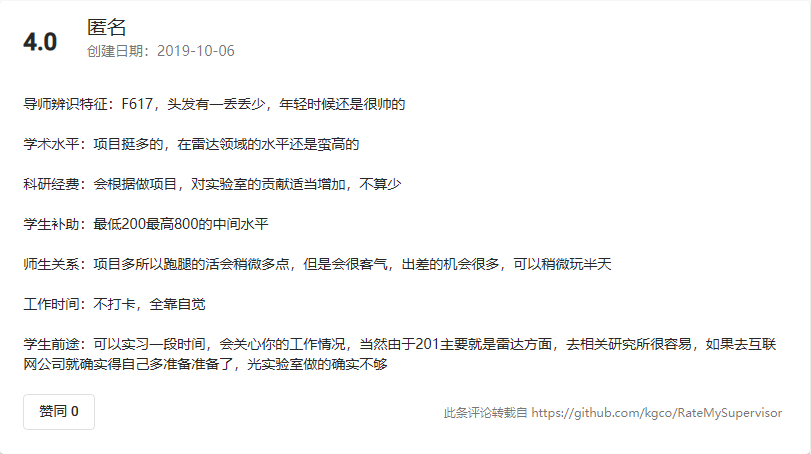 4.0
匿名
创建日期：2019-10-06
导师辨识特征：F617，头发有一丢丢少，年轻时候还是很帅的
学术水平：项目挺多的，在雷达领域的水平还是蛮高的
科研经费：会根据做项目，对实验室的贡献适当增加，不算少
学生补助：最低200最高800的中间水平
师生关系：项目多所以跑腿的活会稍微多点，但是会很客气，出差的机会很多，可以稍微玩半天
工作时间：不打卡，全靠自觉
学生前途：可以实习一段时间，会关心你的工作情况，当然由于201主要就是雷达方面，去相关研究所很容易，如果去互联
网公司就确实得自己多准备准备了，光实验室做的确实不够
赞同 0
此条评论转载自 https://github.com/kgco/RateMySupervisor